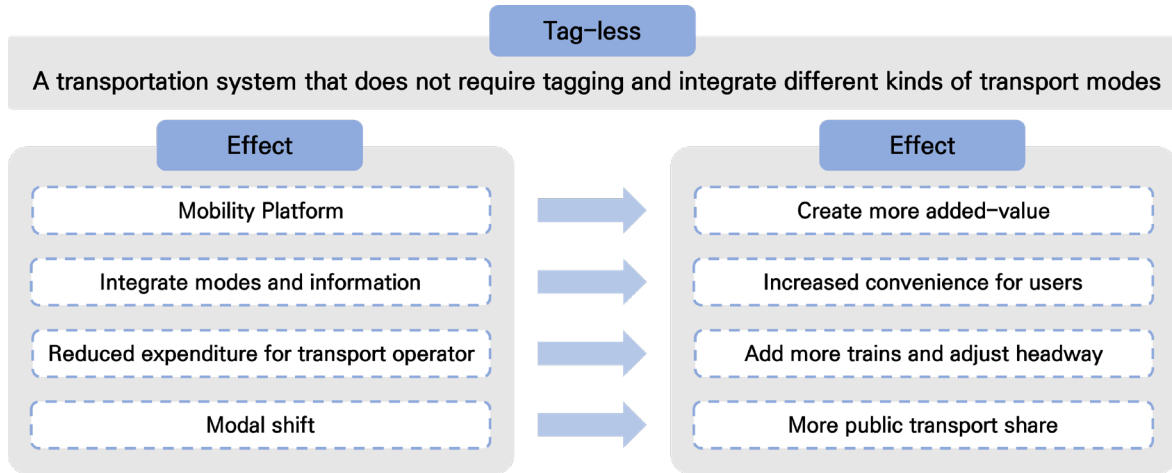 Tag-less
A transportation system that does not require tagging and integrate different kinds of transport modes
Effect
Effect
Mobility Platform
Create more added-value
Integrate modes and information
Increased convenience for users
Reduced expenditure for transport operator
Add more trains and adjust headway
Modal shift
More public transport share